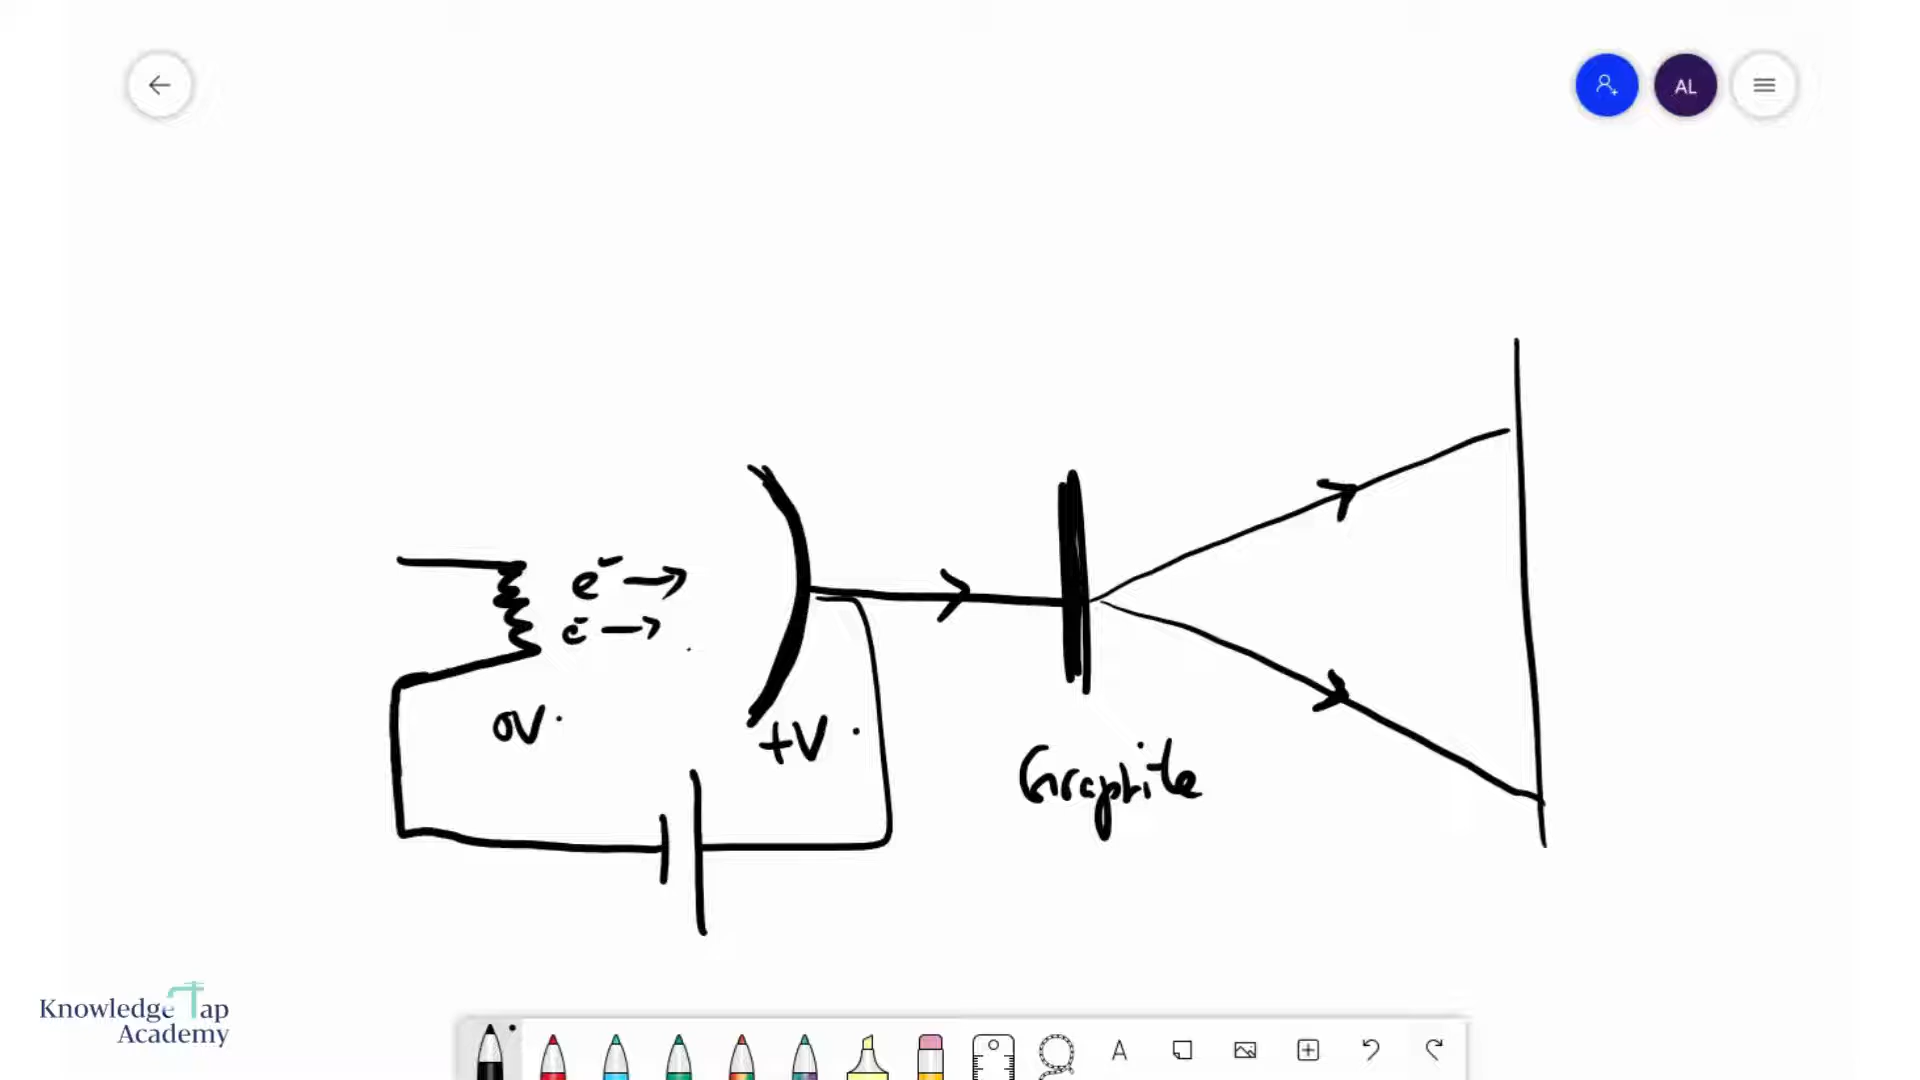 AL
e⁻ →
e⁻ →
0V
+V
Graphite
Knowledge Tap
Academy
A